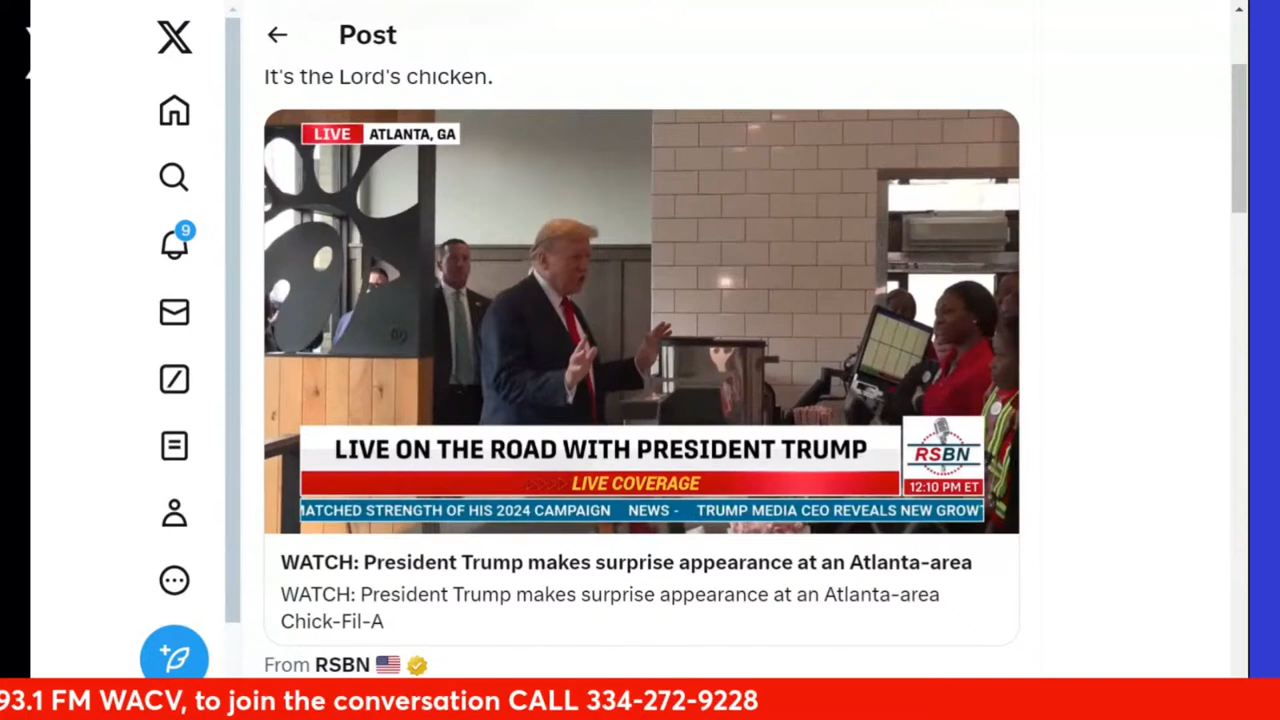 Post
It's the Lord's chicken.
LIVE ATLANTA, GA
9
LIVE ON THE ROAD WITH PRESIDENT TRUMP
RSBN
LIVE COVERAGE
12:10 PM ET
MATCHED STRENGTH OF HIS 2024 CAMPAIGN NEWS - TRUMP MEDIA CEO REVEALS NEW GROW
WATCH: President Trump makes surprise appearance at an Atlanta-area
WATCH: President Trump makes surprise appearance at an Atlanta-area
Chick-Fil-A
From RSBN
93.1 FM WACV, to join the conversation CALL 334-272-9228